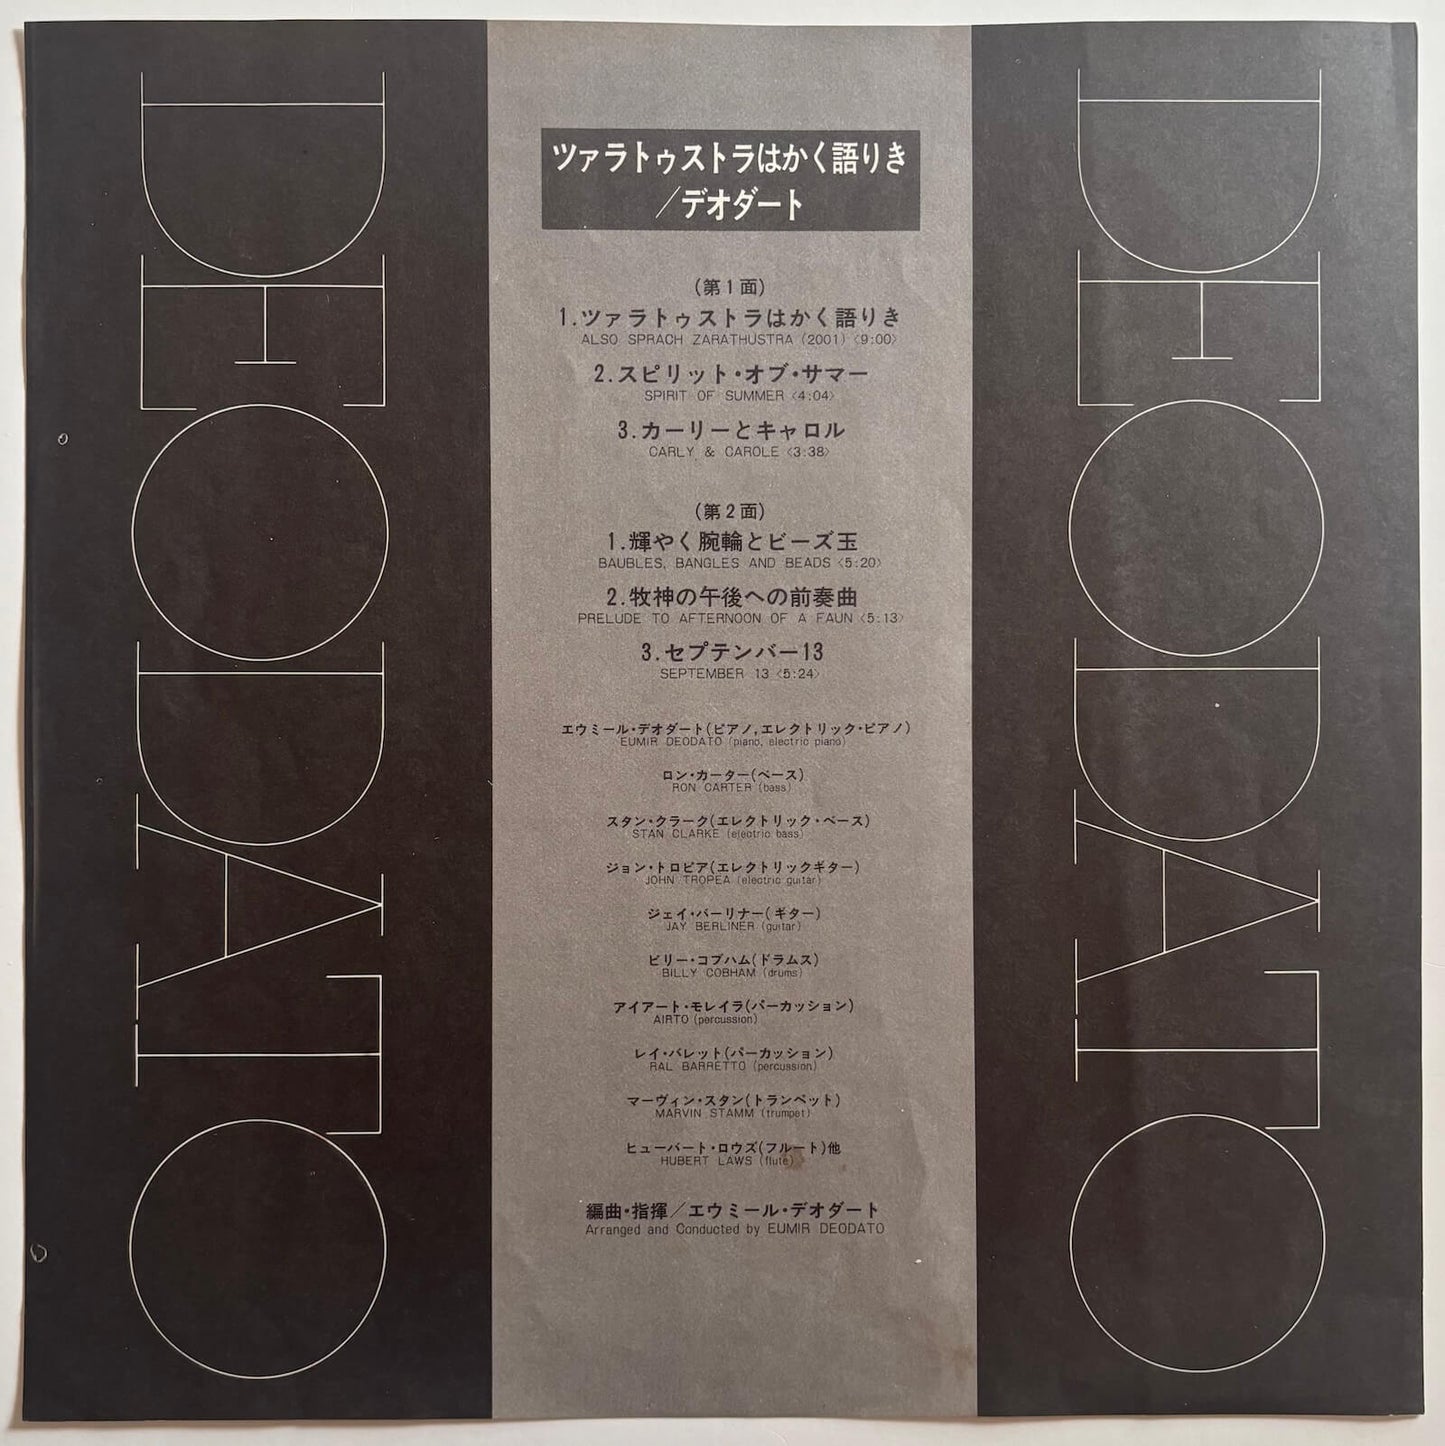 DEODATO
ツァラトゥストラはかく語りき
／デオダート
(第1面)
1.ツァラトゥストラはかく語りき
ALSO SPRACH ZARATHUSTRA (2001) <9:00>
2.スピリット・オブ・サマー
SPIRIT OF SUMMER <4:04>
3.カーリーとキャロル
CARLY & CAROLE <3:38>
(第2面)
1.輝やく腕輪とビーズ玉
BAUBLES, BANGLES AND BEADS <5:20>
2.牧神の午後への前奏曲
PRELUDE TO AFTERNOON OF A FAUN <5:13>
3.セプテンバー13
SEPTEMBER 13 <5:24>
エウミール・デオダート(ピアノ,エレクトリック・ピアノ)
EUMIR DEODATO (piano, electric piano)
ロン・カーター(ベース)
RON CARTER (bass)
スタン・クラーク(エレクトリック・ベース)
STAN CLARKE (electric bass)
ジョン・トロピア(エレクトリックギター)
JOHN TROPEA (electric guitar)
ジェイ・バーリナー(ギター)
JAY BERLINER (guitar)
ビリー・コブハム(ドラムス)
BILLY COBHAM (drums)
アイアート・モレイラ(パーカッション)
AIRTO (percussion)
レイ・バレット(パーカッション)
RAL BARRETTO (percussion)
マーヴィン・スタン(トランペット)
MARVIN STAMM (trumpet)
ヒューバート・ロウズ(フルート)他
HUBERT LAWS (flute)
編曲・指揮／エウミール・デオダート
Arranged and Conducted by EUMIR DEODATO
DEODATO